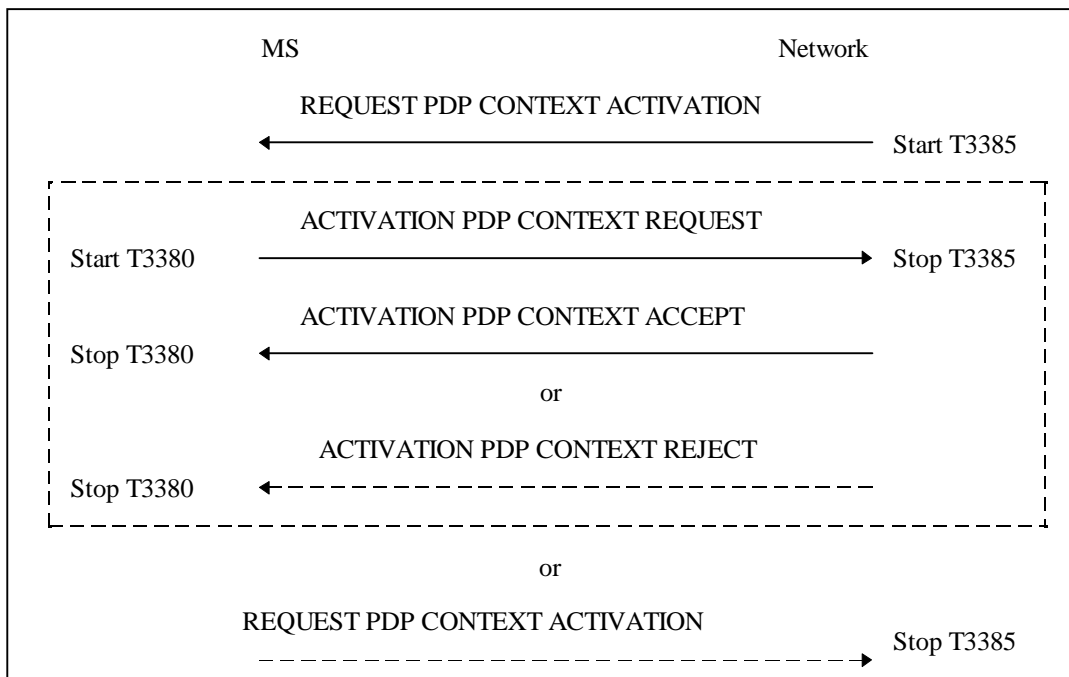 MS Network
REQUEST PDP CONTEXT ACTIVATION
Start T3385
ACTIVATION PDP CONTEXT REQUEST
Start T3380 Stop T3385
ACTIVATION PDP CONTEXT ACCEPT
Stop T3380
or
ACTIVATION PDP CONTEXT REJECT
Stop T3380
or
REQUEST PDP CONTEXT ACTIVATION
Stop T3385